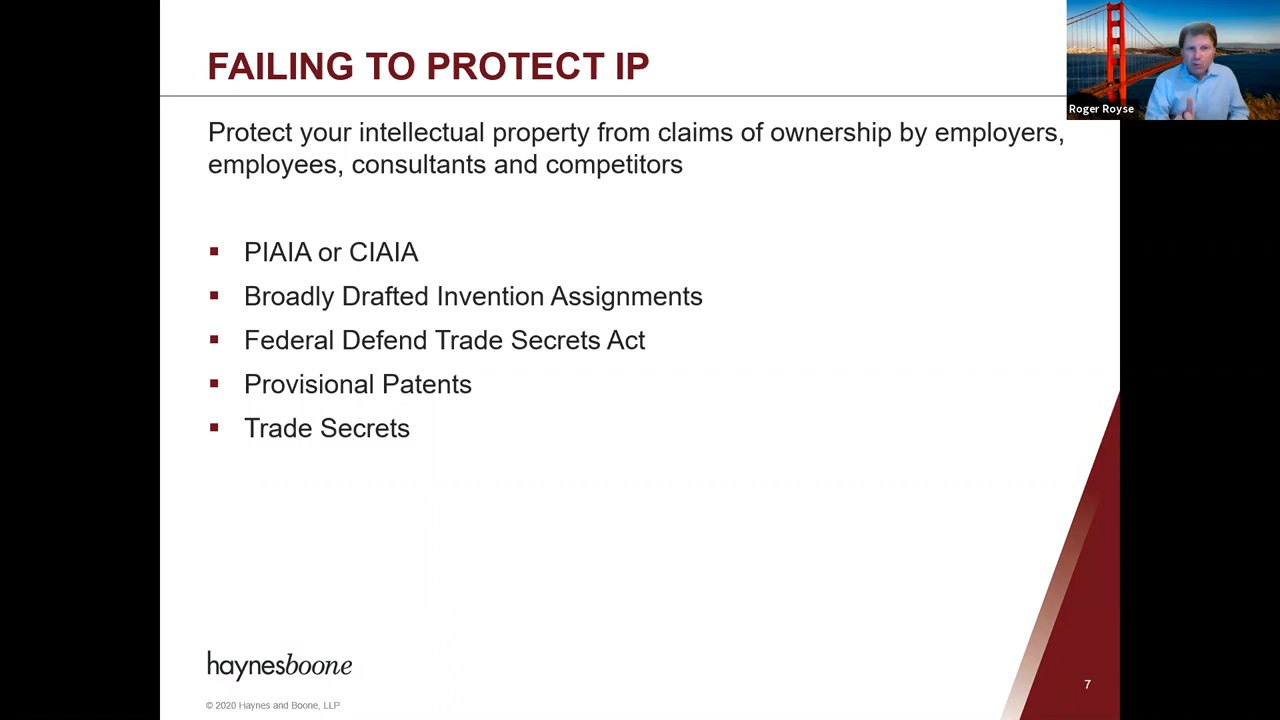 FAILING TO PROTECT IP
Roger Royse
Protect your intellectual property from claims of ownership by employers,
employees, consultants and competitors
PIAIA or CIAIA
Broadly Drafted Invention Assignments
Federal Defend Trade Secrets Act
Provisional Patents
Trade Secrets
haynesboone
7
© 2020 Haynes and Boone, LLP